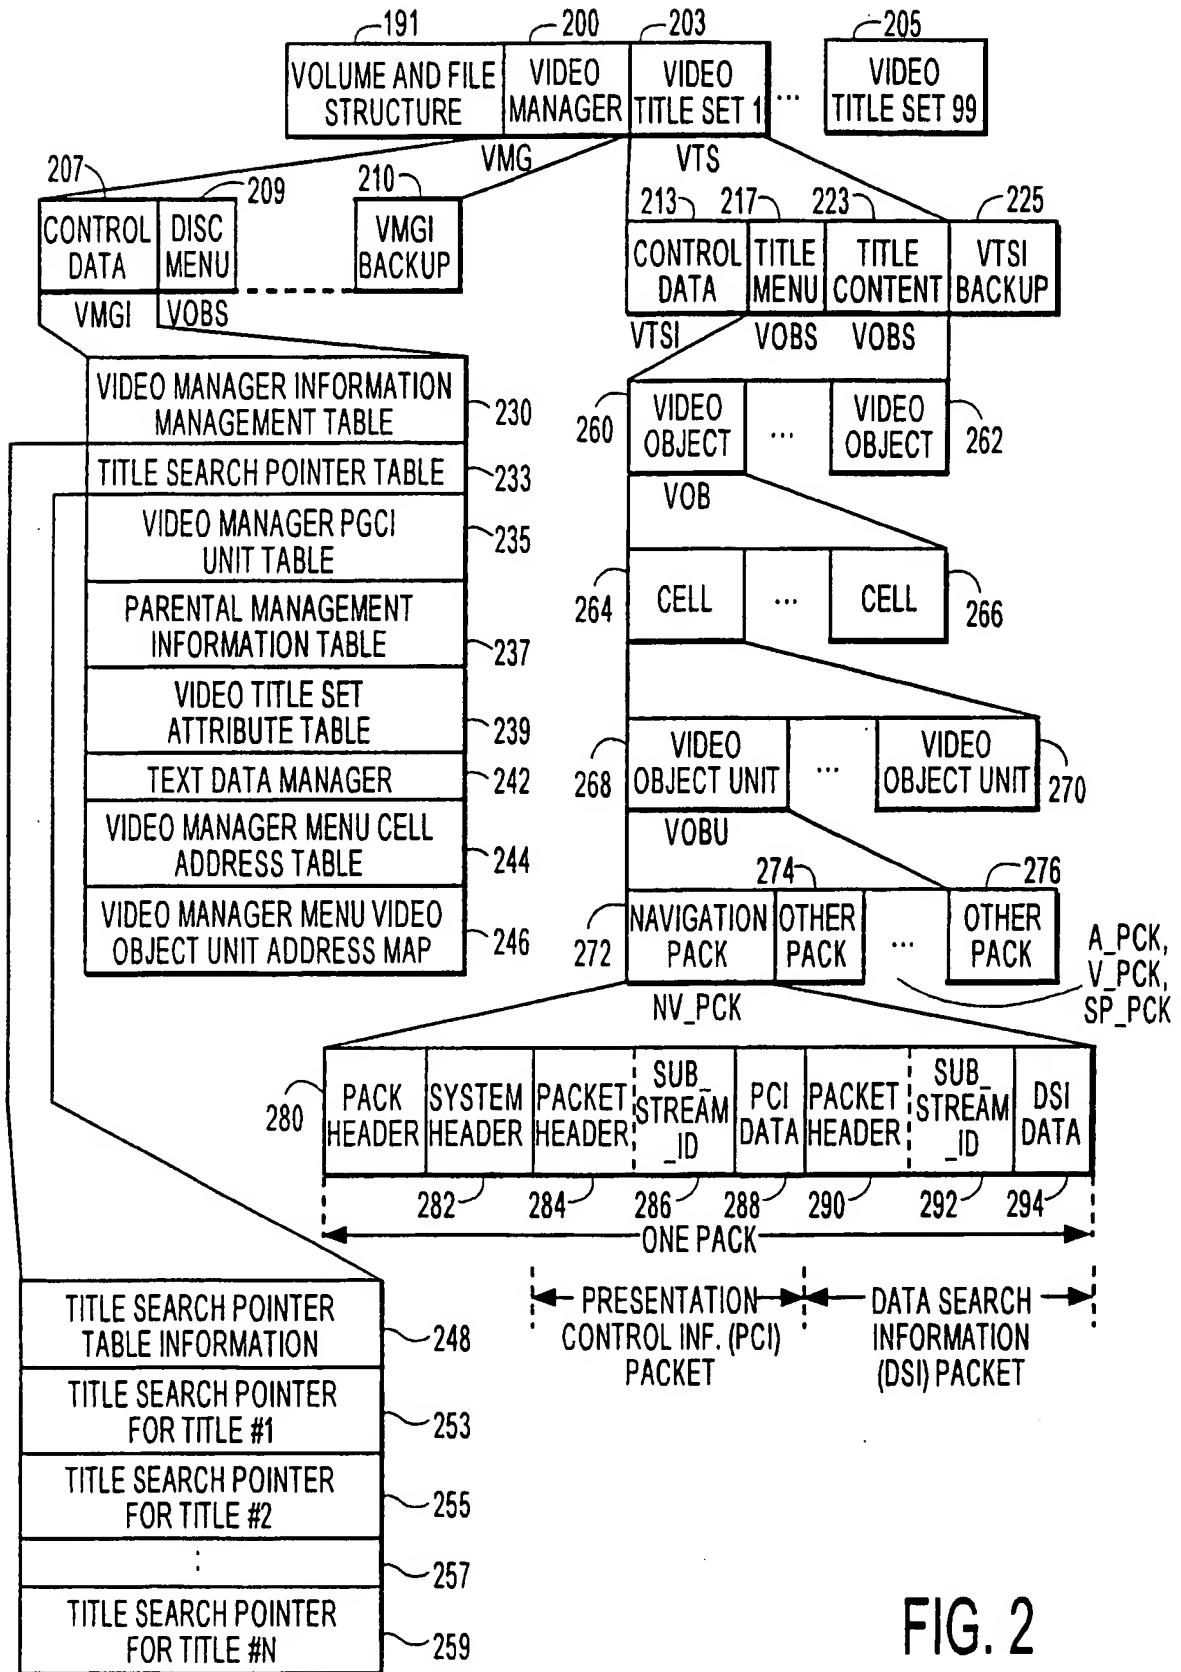 191
200
203
205
VOLUME AND FILE
STRUCTURE
VIDEO
MANAGER
VIDEO
TITLE SET 1
...
VIDEO
TITLE SET 99
VMG
VTS
207
209
210
213
217
223
225
CONTROL
DATA
DISC
MENU
VMGI
BACKUP
CONTROL
DATA
TITLE
MENU
TITLE
CONTENT
VTSI
BACKUP
VMGI
VOBS
VTSI
VOBS
VOBS
VIDEO MANAGER INFORMATION
MANAGEMENT TABLE
230
TITLE SEARCH POINTER TABLE
233
VIDEO MANAGER PGCI
UNIT TABLE
235
PARENTAL MANAGEMENT
INFORMATION TABLE
237
VIDEO TITLE SET
ATTRIBUTE TABLE
239
TEXT DATA MANAGER
242
VIDEO MANAGER MENU CELL
ADDRESS TABLE
244
VIDEO MANAGER MENU VIDEO
OBJECT UNIT ADDRESS MAP
246
260
VIDEO
OBJECT
...
VIDEO
OBJECT
262
VOB
264
CELL
...
CELL
266
268
VIDEO
OBJECT UNIT
...
VIDEO
OBJECT UNIT
270
VOBU
274
276
272
NAVIGATION
PACK
OTHER
PACK
...
OTHER
PACK
A_PCK,
V_PCK,
SP_PCK
NV_PCK
280
PACK
HEADER
SYSTEM
HEADER
PACKET
HEADER
SUB_
STREAM
_ID
PCI
DATA
PACKET
HEADER
SUB_
STREAM
_ID
DSI
DATA
282
284
286
288
290
292
294
ONE PACK
PRESENTATION
CONTROL INF. (PCI)
PACKET
DATA SEARCH
INFORMATION
(DSI) PACKET
TITLE SEARCH POINTER
TABLE INFORMATION
248
TITLE SEARCH POINTER
FOR TITLE #1
253
TITLE SEARCH POINTER
FOR TITLE #2
255
:
257
TITLE SEARCH POINTER
FOR TITLE #N
259
FIG. 2